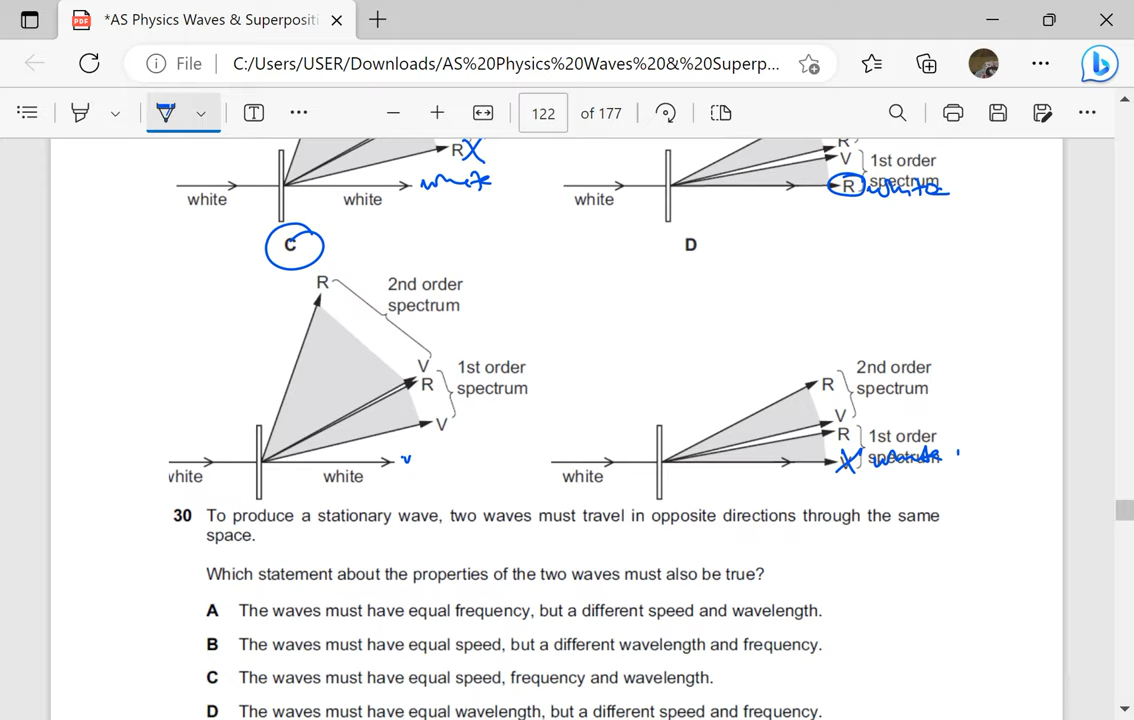 *AS Physics Waves & Superpositi
File C:/Users/USER/Downloads/AS%20Physics%20Waves%20&%20Superp...
122 of 177
R X
white
white
white
R
V
1st order
spectrum
R white
white
C
D
R
2nd order
spectrum
V
R
1st order
spectrum
V
white
v
hite
R
2nd order
spectrum
V
R
1st order
spectrum
white
white
30 To produce a stationary wave, two waves must travel in opposite directions through the same
space.
Which statement about the properties of the two waves must also be true?
A The waves must have equal frequency, but a different speed and wavelength.
B The waves must have equal speed, but a different wavelength and frequency.
C The waves must have equal speed, frequency and wavelength.
D The waves must have equal wavelength, but a different speed and frequency.